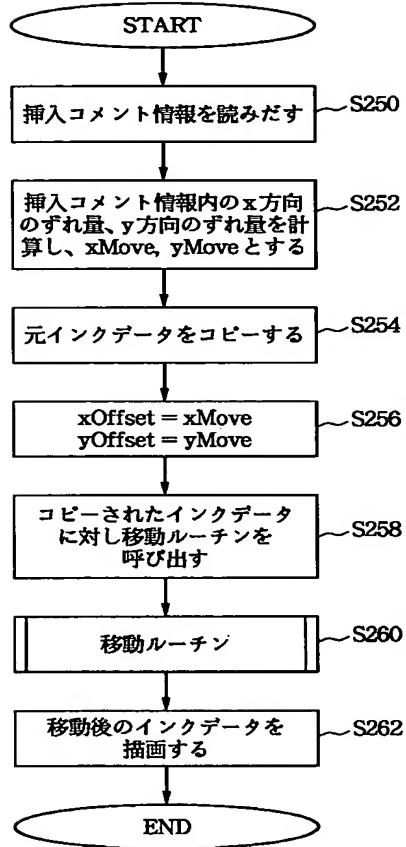 START
挿入コメント情報を読みだす
S250
挿入コメント情報内のx方向
のずれ量、y方向のずれ量を計
算し、xMove, yMoveとする
S252
元インクデータをコピーする
S254
xOffset = xMove
yOffset = yMove
S256
コピーされたインクデータ
に対し移動ルーチンを
呼び出す
S258
移動ルーチン
S260
移動後のインクデータを
描画する
S262
END